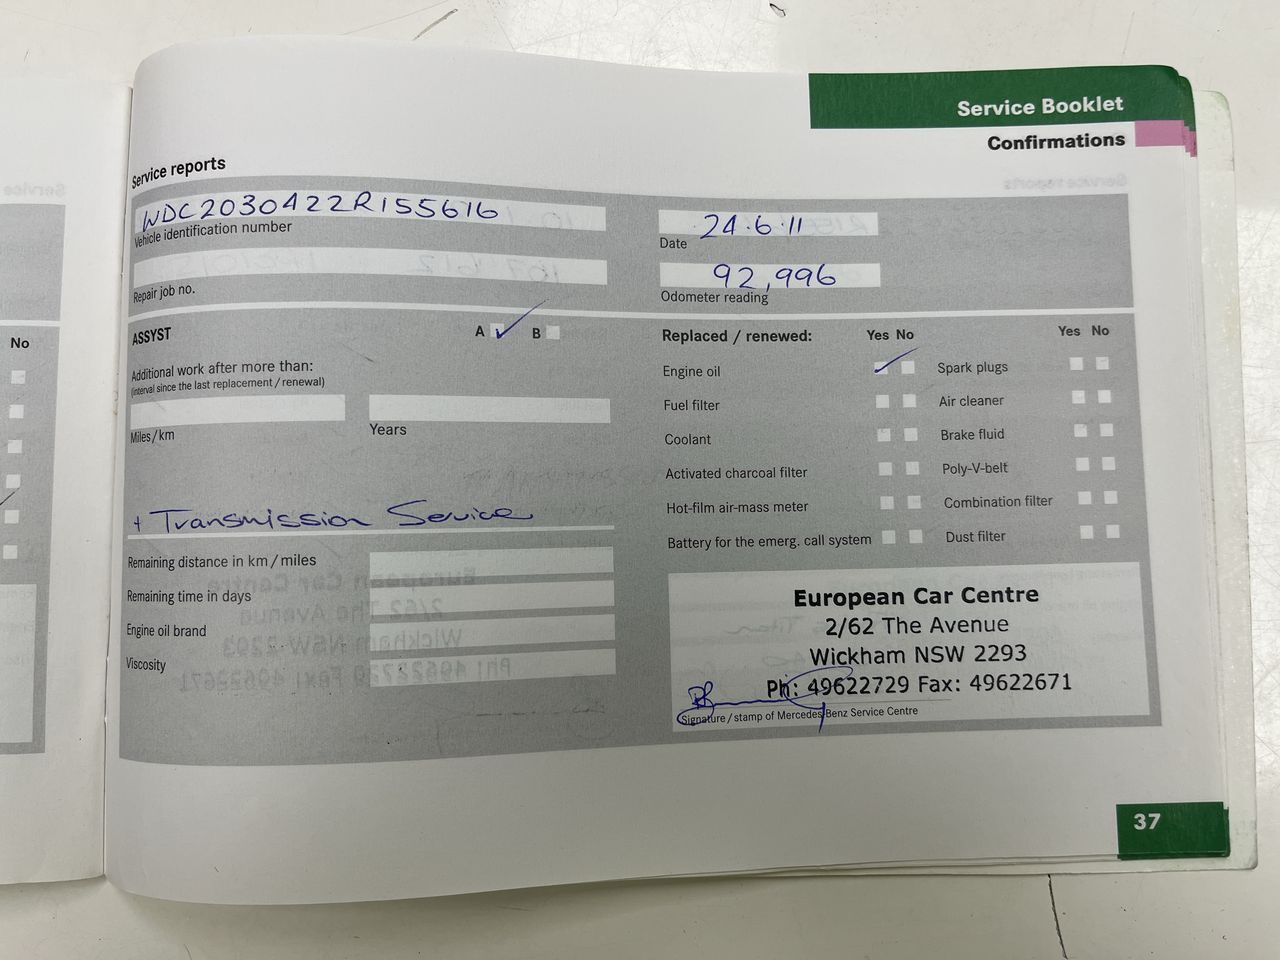 Service Booklet
Confirmations
Service reports
WDC2030422R155616
Vehicle identification number
24.6.11
Date
Repair job no.
92,996
Odometer reading
ASSYST A B
Additional work after more than:
(interval since the last replacement / renewal)
Miles/km Years
+ Transmission Service
Remaining distance in km/miles
Remaining time in days
Engine oil brand
Viscosity
Replaced / renewed: Yes No Yes No
Engine oil Spark plugs
Fuel filter Air cleaner
Coolant Brake fluid
Activated charcoal filter Poly-V-belt
Hot-film air-mass meter Combination filter
Battery for the emerg. call system Dust filter
European Car Centre
2/62 The Avenue
Wickham NSW 2293
Ph: 49622729 Fax: 49622671
Signature/stamp of Mercedes-Benz Service Centre
37
No